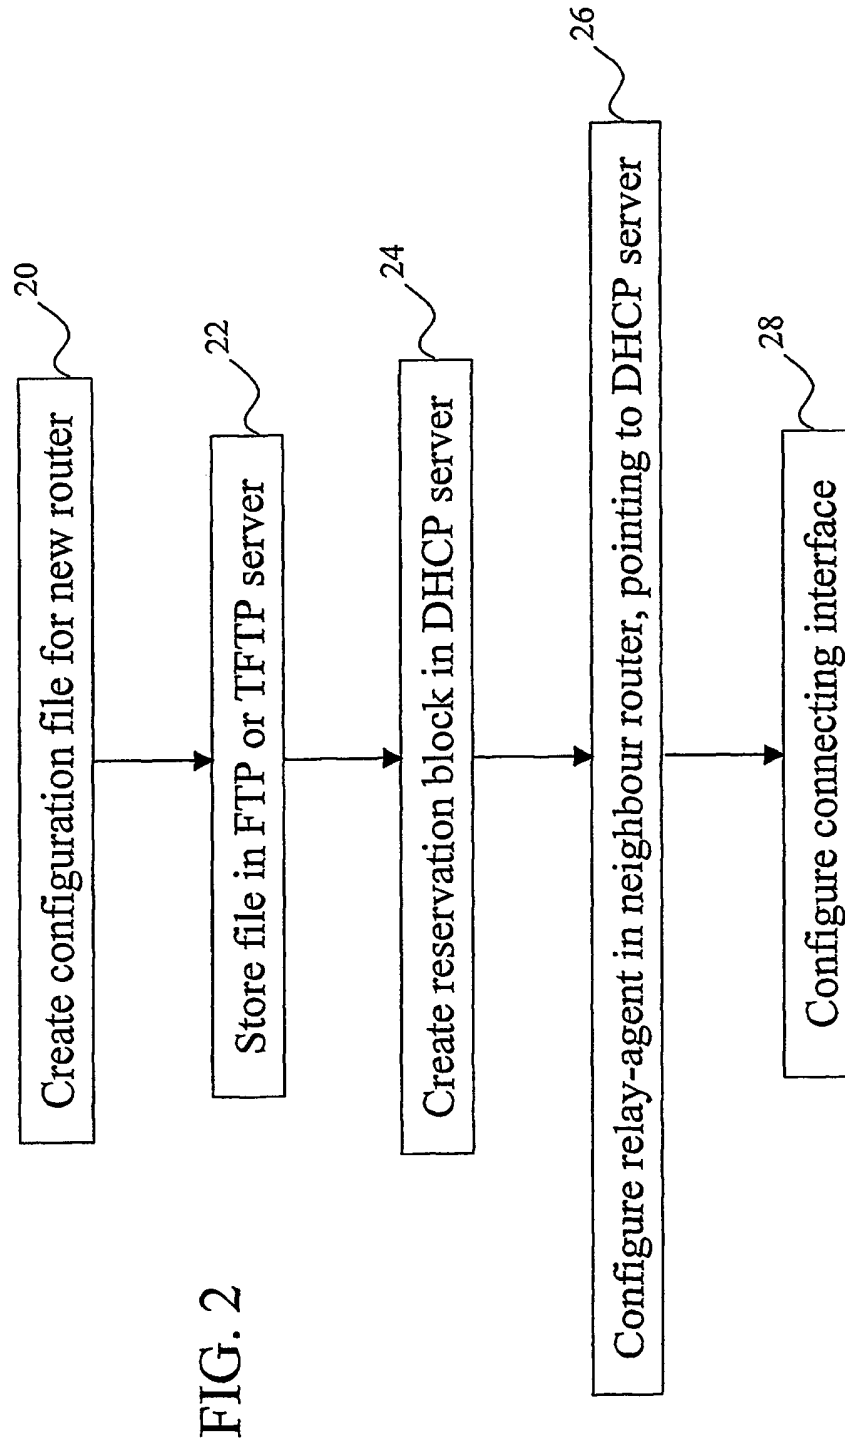 FIG. 2
Create configuration file for new router
20
Store file in FTP or TFTP server
22
Create reservation block in DHCP server
24
Configure relay-agent in neighbour router, pointing to DHCP server
26
Configure connecting interface
28